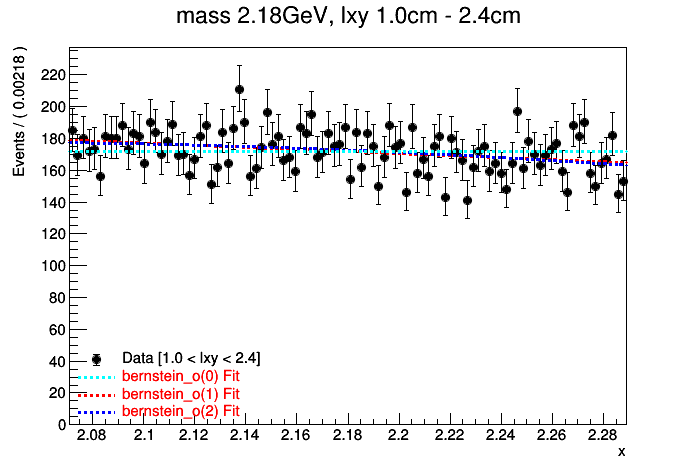 mass 2.18GeV, lxy 1.0cm - 2.4cm
Events / ( 0.00218 )
220
200
180
160
140
120
100
80
60
40
20
0
Data [1.0 < lxy < 2.4]
bernstein_o(0) Fit
bernstein_o(1) Fit
bernstein_o(2) Fit
2.08 2.1 2.12 2.14 2.16 2.18 2.2 2.22 2.24 2.26 2.28
x